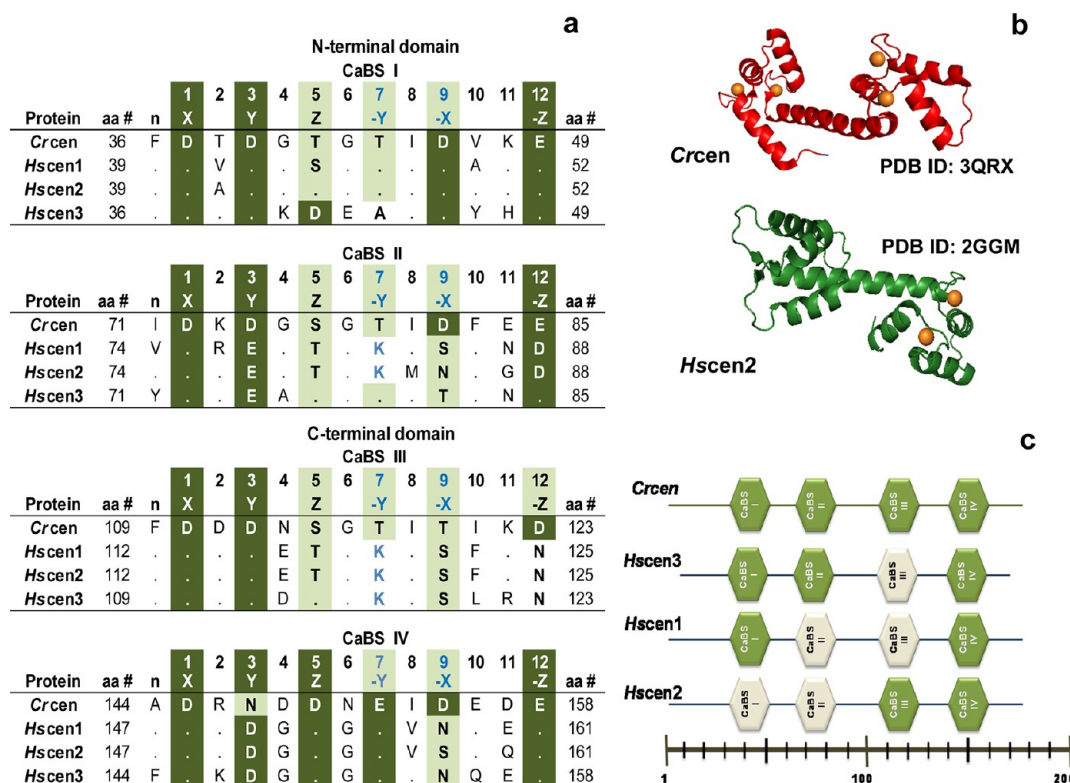 a
N-terminal domain
CaBS I
1 2 3 4 5 6 7 8 9 10 11 12
Protein aa # n X Y Z -Y -X -Z aa #
Crcen 36 F D T D G T G T I D V K E 49
Hscen1 39 . . V . . S . . . . A . . 52
Hscen2 39 . . A . . . . . . . . . . 52
Hscen3 36 . . . . K D E A . . Y H . 49
CaBS II
1 2 3 4 5 6 7 8 9 10 11 12
Protein aa # n X Y Z -Y -X -Z aa #
Crcen 71 I D K D G S G T I D F E E 85
Hscen1 74 V . R E . T . K . S . N D 88
Hscen2 74 . . . E . T . K M N . G D 88
Hscen3 71 Y . . E A . . . . T . N . 85
C-terminal domain
CaBS III
1 2 3 4 5 6 7 8 9 10 11 12
Protein aa # n X Y Z -Y -X -Z aa #
Crcen 109 F D D D N S G T I T I K D 123
Hscen1 112 . . . . E T . K . S F . N 125
Hscen2 112 . . . . E T . K . S F . N 125
Hscen3 109 . . . . D . . K . S L R N 123
CaBS IV
1 2 3 4 5 6 7 8 9 10 11 12
Protein aa # n X Y Z -Y -X -Z aa #
Crcen 144 A D R N D D N E I D E D E 158
Hscen1 147 . . . D G . G . V N . E . 161
Hscen2 147 . . . D G . G . V S . Q . 161
Hscen3 144 F . K D G . G . . N Q E . 158
b
Crcen
PDB ID: 3QRX
PDB ID: 2GGM
Hscen2
c
Crcen CaBS I CaBS II CaBS III CaBS IV
Hscen3 CaBS I CaBS II CaBS III CaBS IV
Hscen1 CaBS I CaBS II CaBS III CaBS IV
Hscen2 CaBS I CaBS II CaBS III CaBS IV
1 100